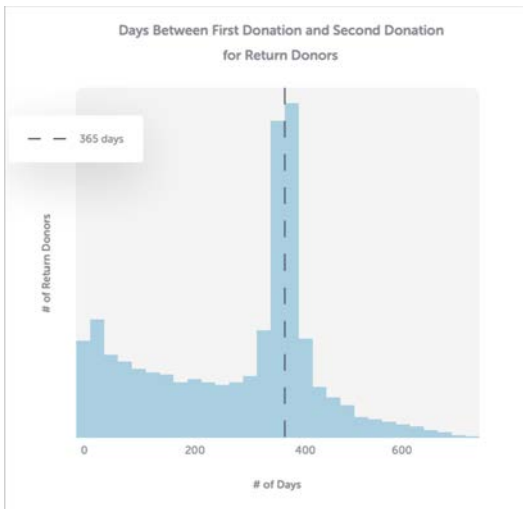 Days Between First Donation and Second Donation
for Return Donors
— — 365 days
# of Return Donors
0 200 400 600
# of Days